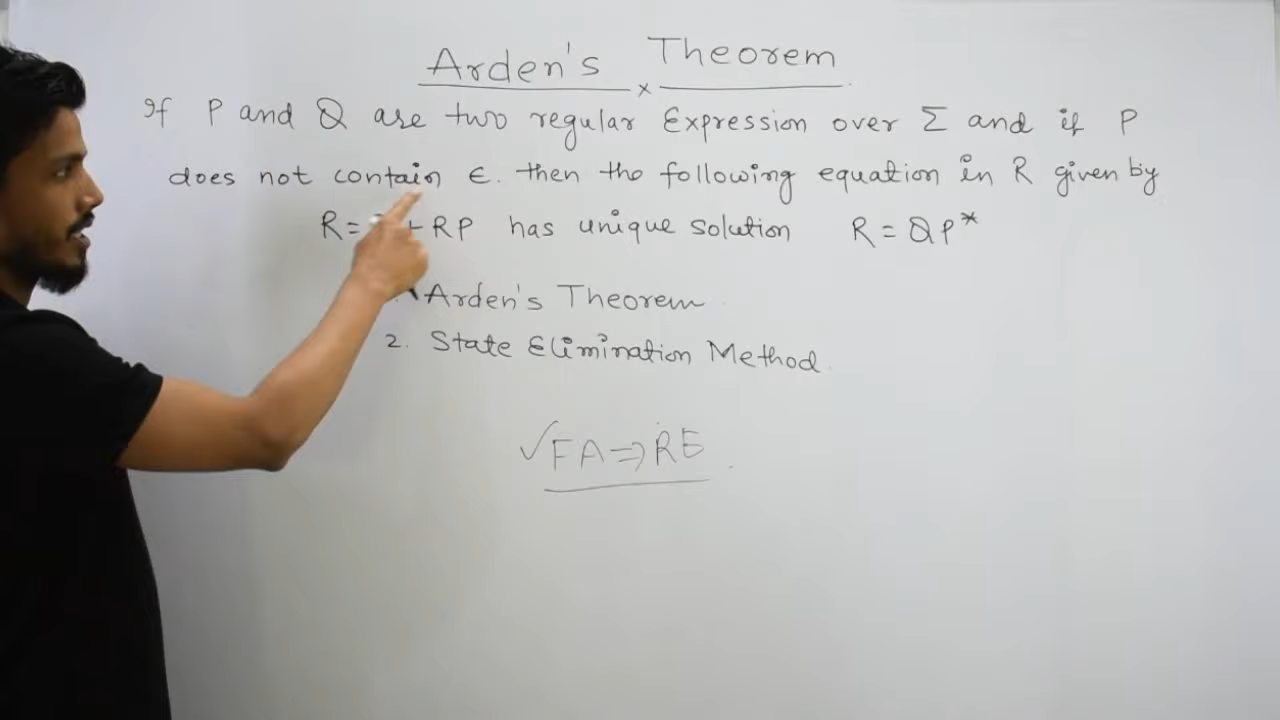 Arden's Theorem
If P and Q are two regular Expression over Σ and if P
does not contain ϵ. then the following equation in R given by
R = + RP has unique solution R = QP*
Arden's Theorem
2. State Elimination Method
✓FA ⇒ RE